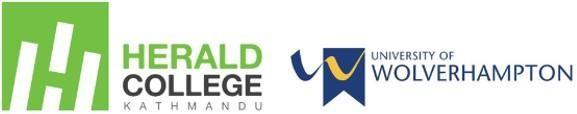 HERALD
COLLEGE
KATHMANDU
UNIVERSITY OF
WOLVERHAMPTON